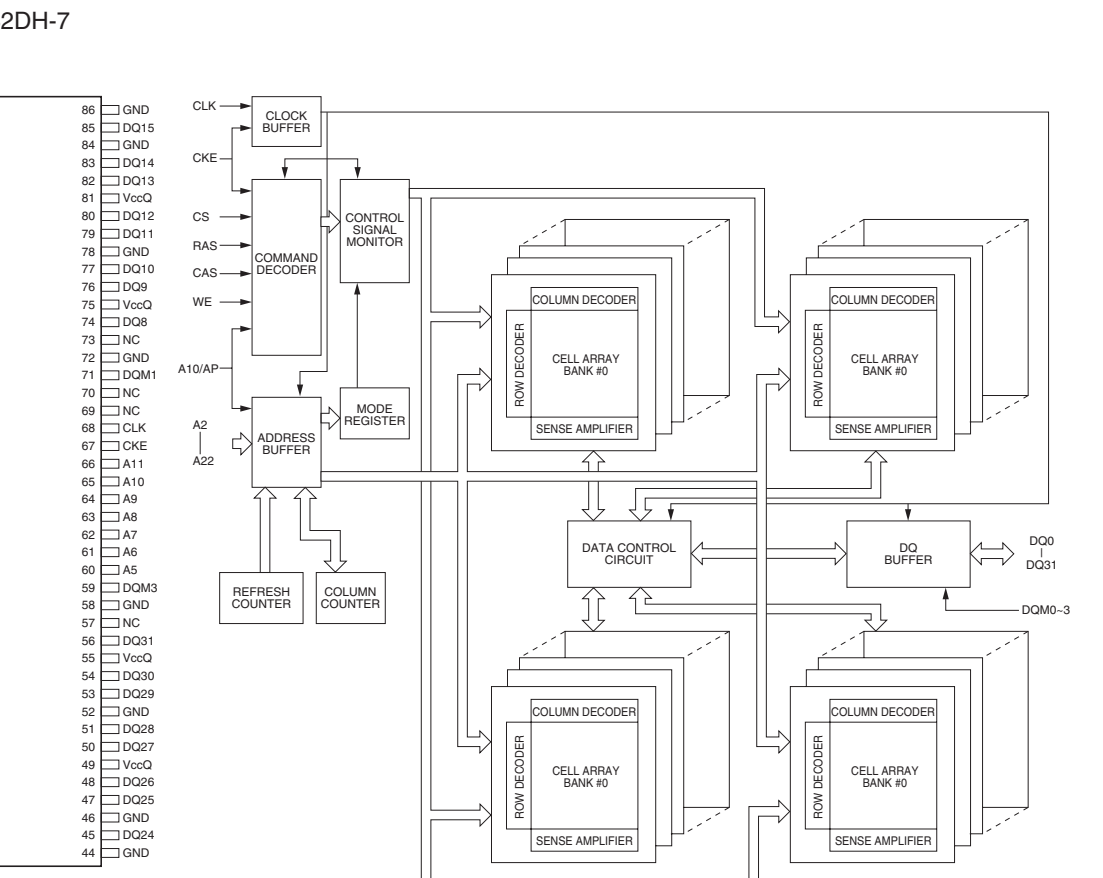 2DH-7
86 GND
85 DQ15
84 GND
83 DQ14
82 DQ13
81 VccQ
80 DQ12
79 DQ11
78 GND
77 DQ10
76 DQ9
75 VccQ
74 DQ8
73 NC
72 GND
71 DQM1
70 NC
69 NC
68 CLK
67 CKE
66 A11
65 A10
64 A9
63 A8
62 A7
61 A6
60 A5
59 DQM3
58 GND
57 NC
56 DQ31
55 VccQ
54 DQ30
53 DQ29
52 GND
51 DQ28
50 DQ27
49 VccQ
48 DQ26
47 DQ25
46 GND
45 DQ24
44 GND
CLK
CKE
CS
RAS
CAS
WE
A10/AP
A2
A22
CLOCK
BUFFER
COMMAND
DECODER
CONTROL
SIGNAL
MONITOR
MODE
REGISTER
ADDRESS
BUFFER
REFRESH
COUNTER
COLUMN
COUNTER
COLUMN DECODER
ROW DECODER
CELL ARRAY
BANK #0
SENSE AMPLIFIER
COLUMN DECODER
ROW DECODER
CELL ARRAY
BANK #0
SENSE AMPLIFIER
DATA CONTROL
CIRCUIT
DQ
BUFFER
DQ0
DQ31
DQM0~3
COLUMN DECODER
ROW DECODER
CELL ARRAY
BANK #0
SENSE AMPLIFIER
COLUMN DECODER
ROW DECODER
CELL ARRAY
BANK #0
SENSE AMPLIFIER